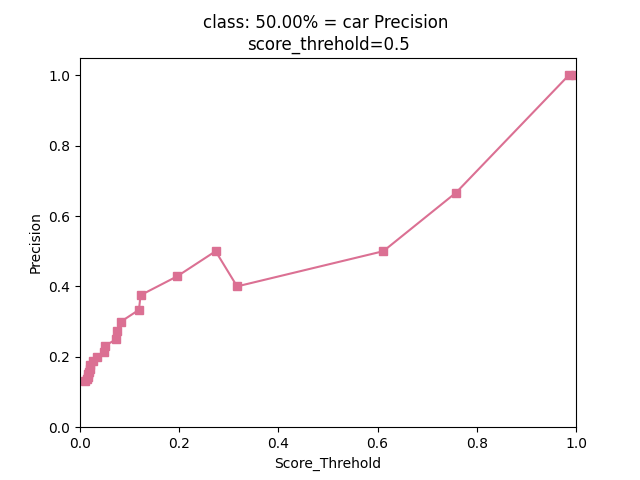 class: 50.00% = car Precision
score_threhold=0.5
1.0
0.8
0.6
0.4
0.2
0.0
Precision
0.0 0.2 0.4 0.6 0.8 1.0
Score_Threhold